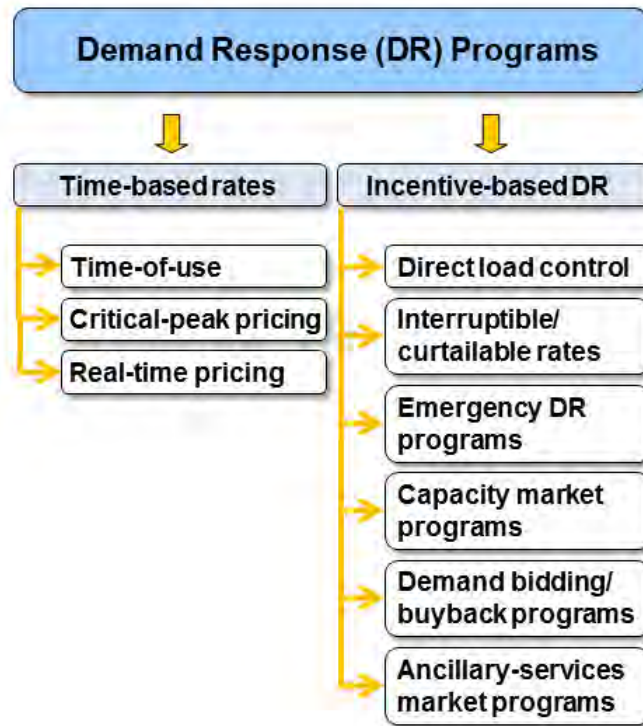 Demand Response (DR) Programs
Time-based rates
Time-of-use
Critical-peak pricing
Real-time pricing
Incentive-based DR
Direct load control
Interruptible/
curtailable rates
Emergency DR
programs
Capacity market
programs
Demand bidding/
buyback programs
Ancillary-services
market programs